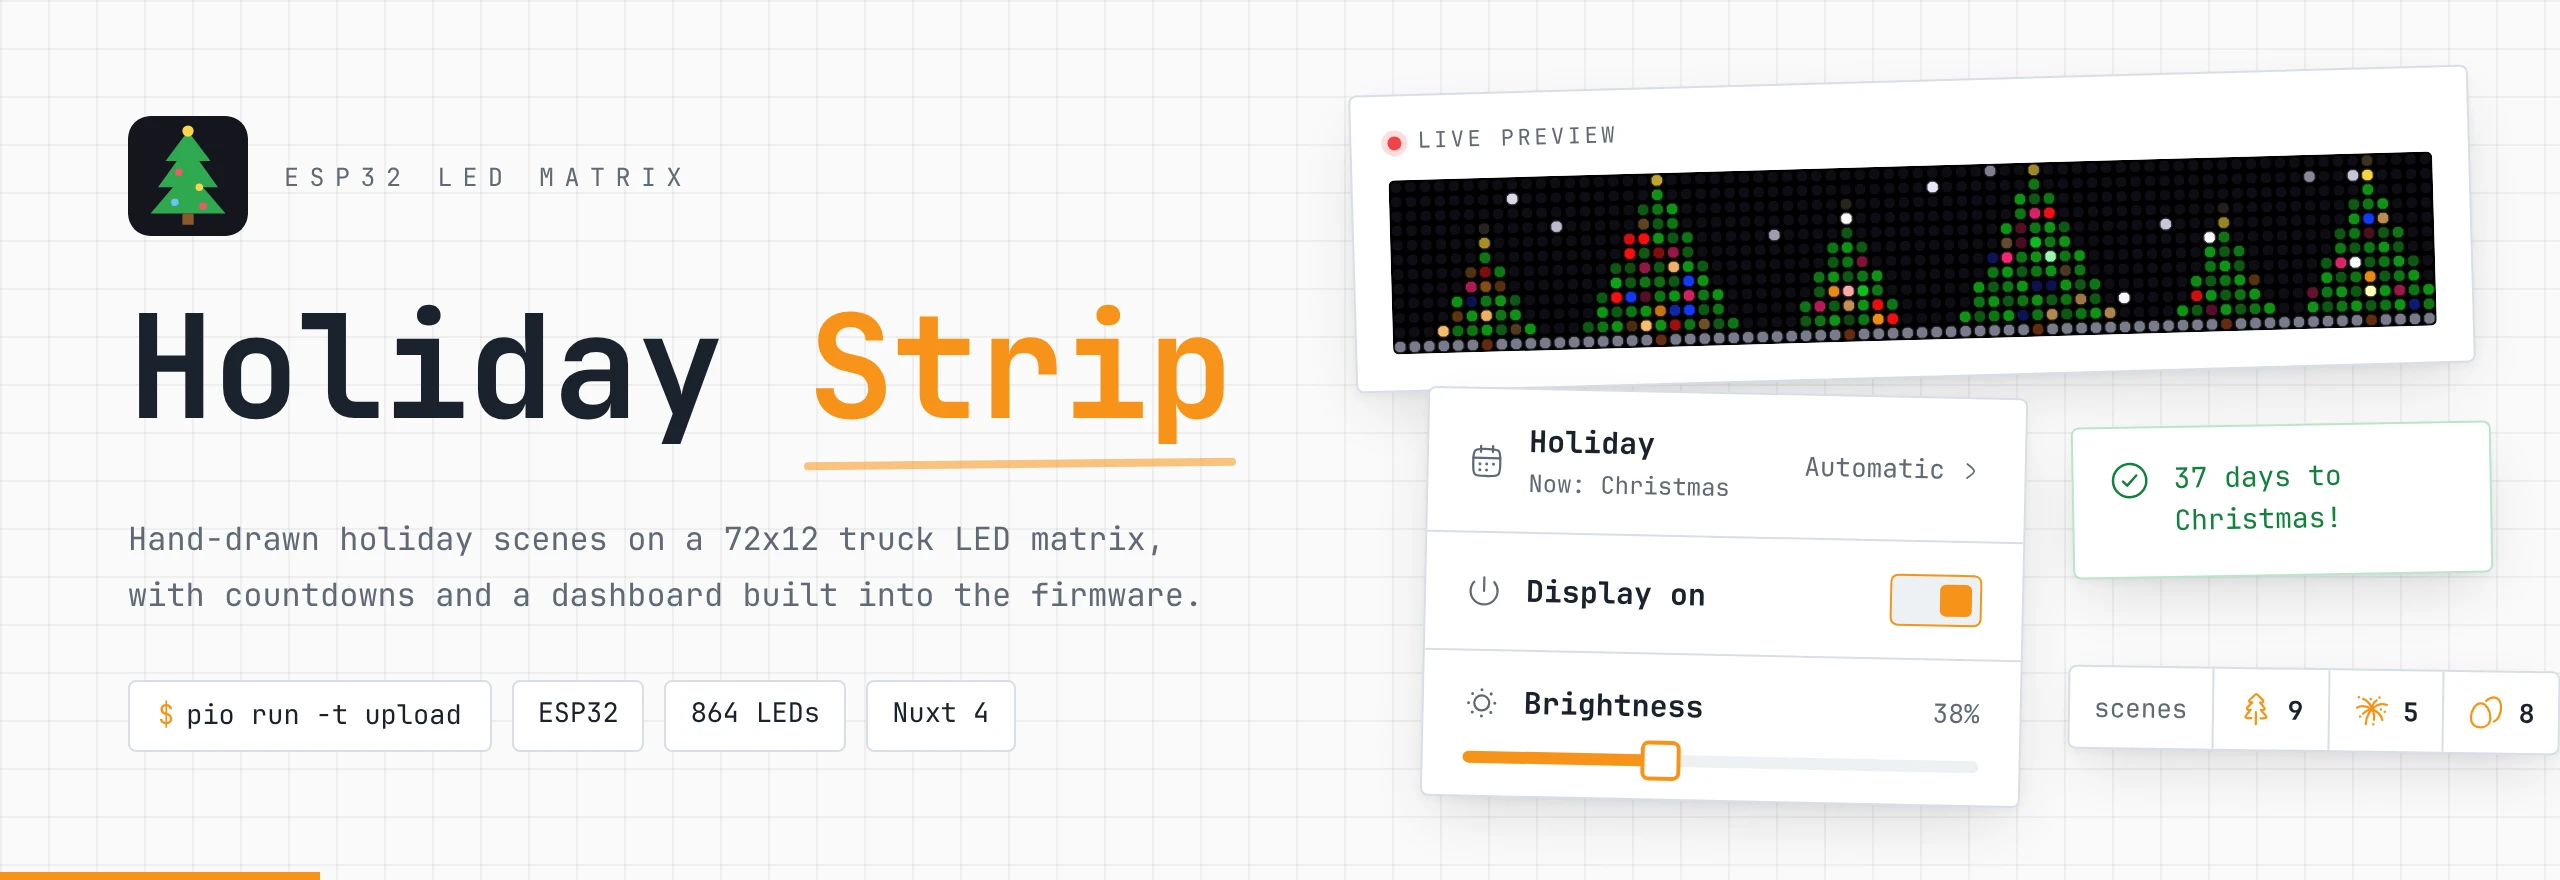 ESP32 LED MATRIX
Holiday Strip
Hand-drawn holiday scenes on a 72x12 truck LED matrix,
with countdowns and a dashboard built into the firmware.
$ pio run -t upload
ESP32
864 LEDs
Nuxt 4
LIVE PREVIEW
Holiday
Now: Christmas
Automatic >
Display on
Brightness
38%
37 days to
Christmas!
scenes 9 5 8